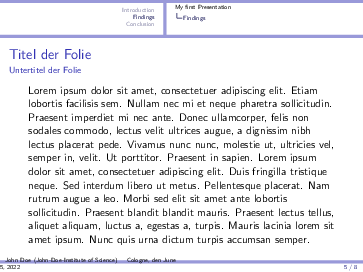 Introduction
Findings
Conclusion
My first Presentation
Findings
Titel der Folie
Untertitel der Folie
Lorem ipsum dolor sit amet, consectetuer adipiscing elit. Etiam
lobortis facilisis sem. Nullam nec mi et neque pharetra sollicitudin.
Praesent imperdiet mi nec ante. Donec ullamcorper, felis non
sodales commodo, lectus velit ultrices augue, a dignissim nibh
lectus placerat pede. Vivamus nunc nunc, molestie ut, ultricies vel,
semper in, velit. Ut porttitor. Praesent in sapien. Lorem ipsum
dolor sit amet, consectetuer adipiscing elit. Duis fringilla tristique
neque. Sed interdum libero ut metus. Pellentesque placerat. Nam
rutrum augue a leo. Morbi sed elit sit amet ante lobortis
sollicitudin. Praesent blandit blandit mauris. Praesent lectus tellus,
aliquet aliquam, luctus a, egestas a, turpis. Mauris lacinia lorem sit
amet ipsum. Nunc quis urna dictum turpis accumsan semper.
John Doe (John-Doe-Institute of Science) Cologne, den June
5, 2022
5 / 8